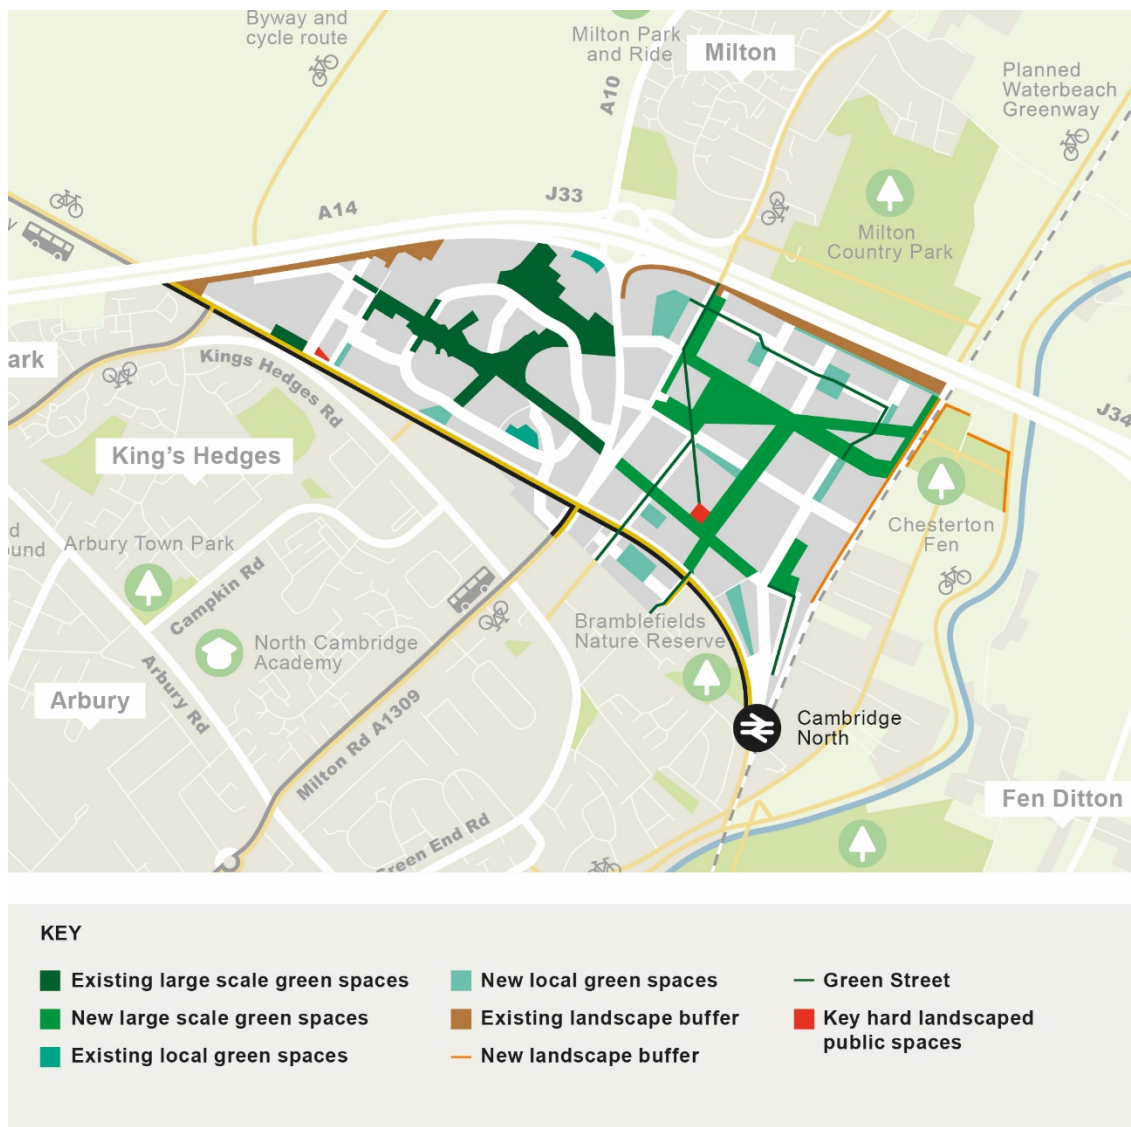 Byway and
cycle route
Milton Park
and Ride
Milton
A10
Planned
Waterbeach
Greenway
J33
A14
Milton
Country Park
y
ark
Kings Hedges Rd
J34
King's Hedges
Chesterton
Fen
d
ound
Arbury Town Park
Campkin Rd
Bramblefields
Nature Reserve
North Cambridge
Academy
Arbury Rd
Arbury
Milton Rd A1309
Cambridge
North
Fen Ditton
Green End Rd
KEY
Existing large scale green spaces
New large scale green spaces
Existing local green spaces
New local green spaces
Existing landscape buffer
New landscape buffer
Green Street
Key hard landscaped
public spaces